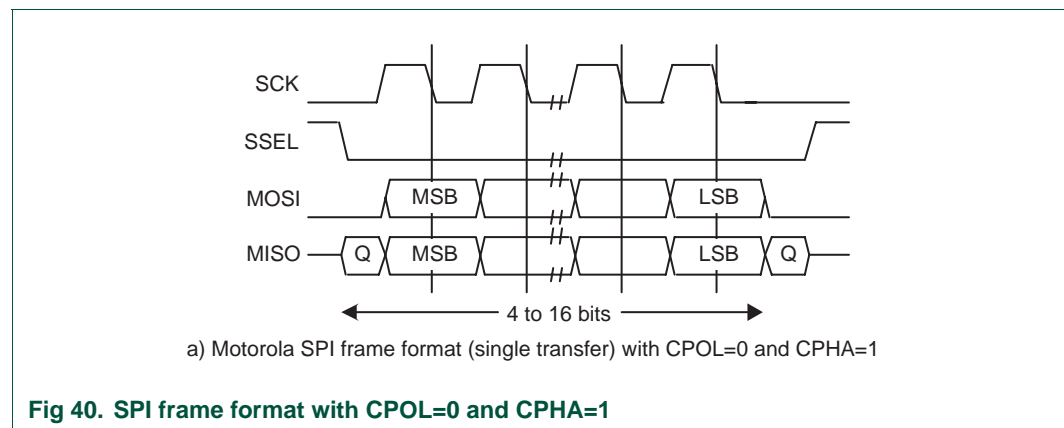 SCK
SSEL
MOSI MSB LSB
MISO Q MSB LSB Q
4 to 16 bits
a) Motorola SPI frame format (single transfer) with CPOL=0 and CPHA=1
Fig 40. SPI frame format with CPOL=0 and CPHA=1